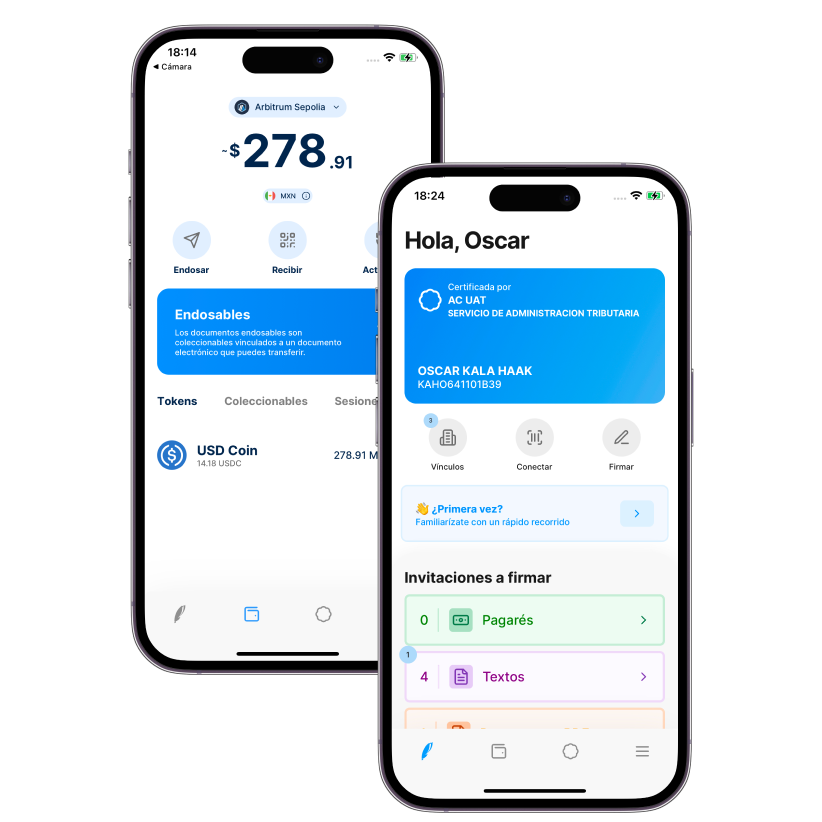 18:14
◀ Cámara
Arbitrum Sepolia
~$278.91
MXN
Endosar
Recibir
Endosables
Los documentos endosables son
coleccionables vinculados a un documento
electrónico que puedes transferir.
Tokens
Coleccionables
USD Coin
14.18 USDC
278.91 M
18:24
Hola, Oscar
Certificada por
AC UAT
SERVICIO DE ADMINISTRACION TRIBUTARIA
OSCAR KALA HAAK
KAHO641101B39
3
Vínculos
Conectar
Firmar
👋 ¿Primera vez?
Familiarízate con un rápido recorrido
Invitaciones a firmar
0 Pagarés
1
4 Textos